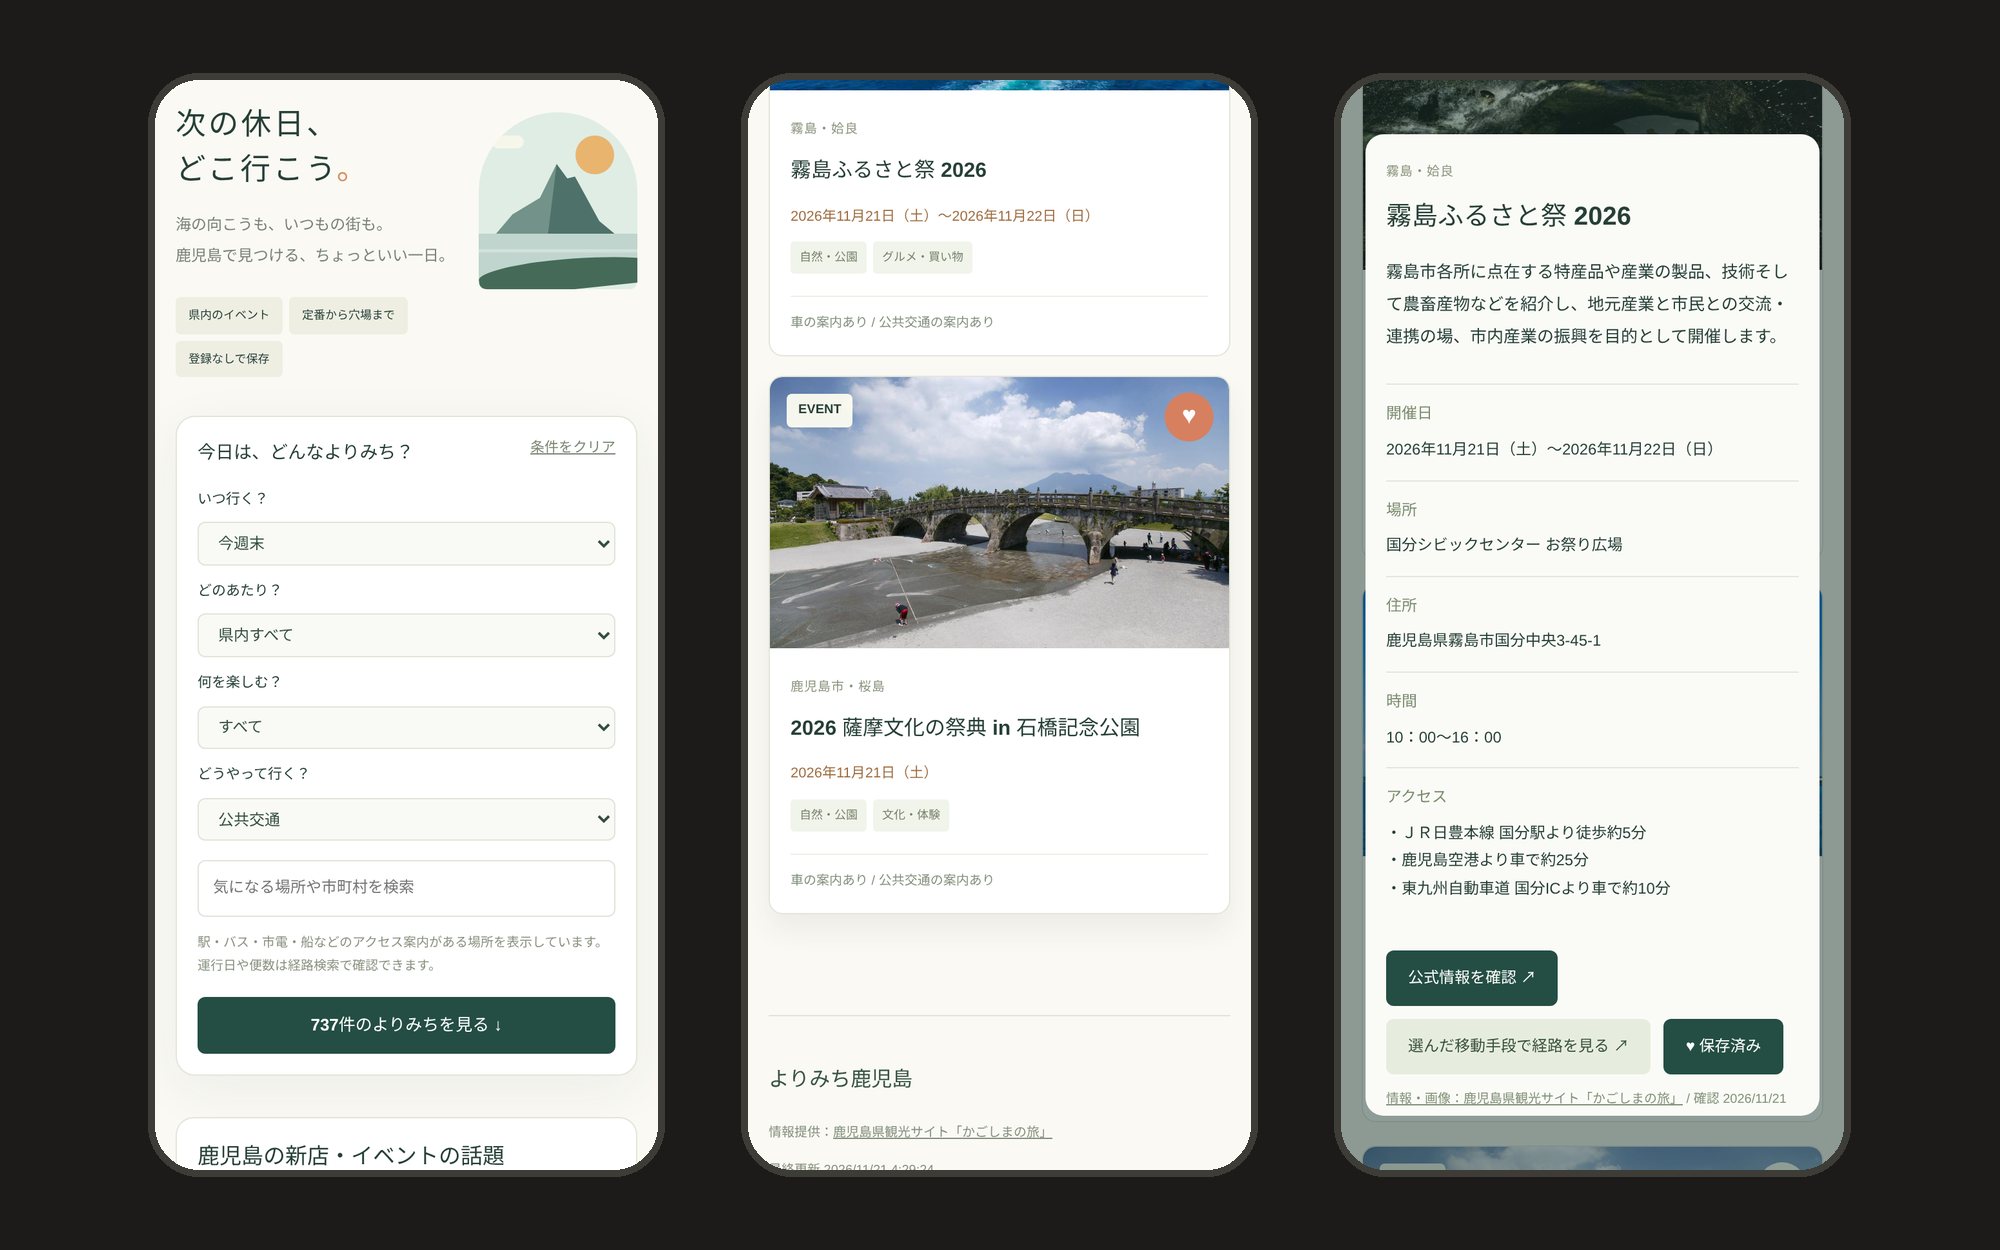 次の休日、
どこ行こう。
海の向こうも、いつもの街も。
鹿児島で見つける、ちょっといい一日。
県内のイベント
定番から穴場まで
登録なしで保存
今日は、どんなよりみち？
条件をクリア
いつ行く？
今週末
どのあたり？
県内すべて
何を楽しむ？
すべて
どうやって行く？
公共交通
気になる場所や市町村を検索
駅・バス・市電・船などのアクセス案内がある場所を表示しています。
運行日や便数は経路検索で確認できます。
737件のよりみちを見る ↓
鹿児島の新店・イベントの話題
霧島・姶良
霧島ふるさと祭 2026
2026年11月21日（土）～2026年11月22日（日）
自然・公園
グルメ・買い物
車の案内あり / 公共交通の案内あり
EVENT
♥
鹿児島市・桜島
2026 薩摩文化の祭典 in 石橋記念公園
2026年11月21日（土）
自然・公園
文化・体験
車の案内あり / 公共交通の案内あり
よりみち鹿児島
情報提供：鹿児島県観光サイト「かごしまの旅」
最終更新 2026/11/21 4:29:24
霧島・姶良
霧島ふるさと祭 2026
霧島市各所に点在する特産品や産業の製品、技術そし
て農畜産物などを紹介し、地元産業と市民との交流・
連携の場、市内産業の振興を目的として開催します。
開催日
2026年11月21日（土）～2026年11月22日（日）
場所
国分シビックセンター お祭り広場
住所
鹿児島県霧島市国分中央3-45-1
時間
10：00～16：00
アクセス
・ＪＲ日豊本線 国分駅より徒歩約5分
・鹿児島空港より車で約25分
・東九州自動車道 国分ICより車で約10分
公式情報を確認 ↗
選んだ移動手段で経路を見る ↗
♥ 保存済み
情報・画像：鹿児島県観光サイト「かごしまの旅」 / 確認 2026/11/21